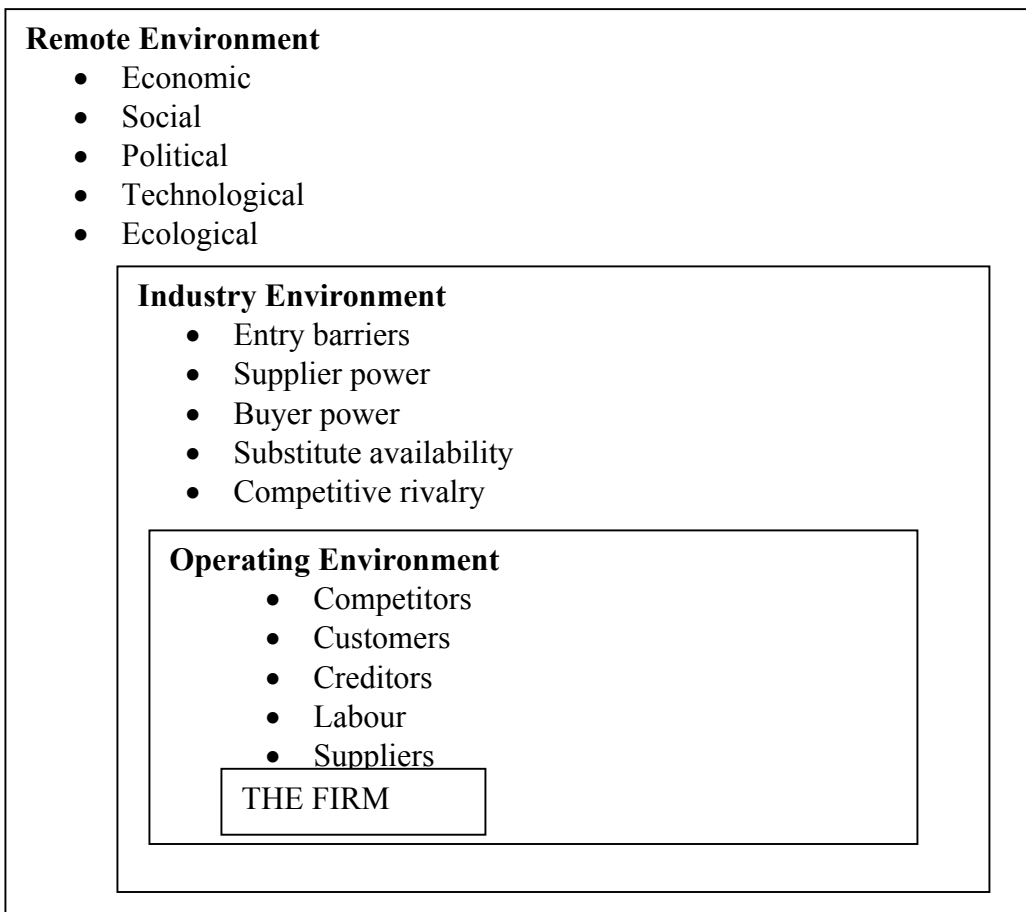 Remote Environment
• Economic
• Social
• Political
• Technological
• Ecological
Industry Environment
• Entry barriers
• Supplier power
• Buyer power
• Substitute availability
• Competitive rivalry
Operating Environment
• Competitors
• Customers
• Creditors
• Labour
• Suppliers
THE FIRM